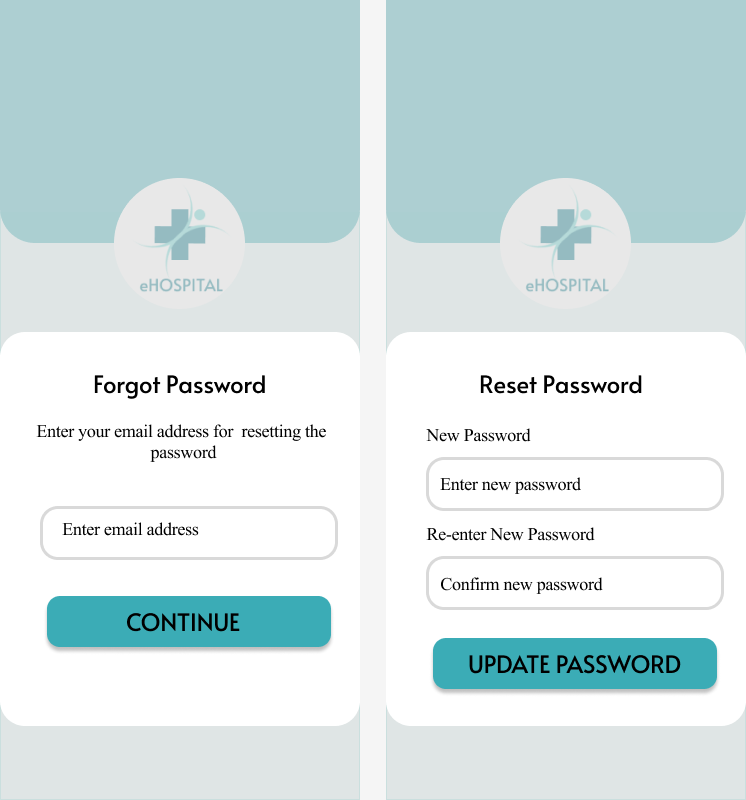 eHOSPITAL
Forgot Password
Enter your email address for  resetting the
password
Enter email address
CONTINUE
eHOSPITAL
Reset Password
New Password
Enter new password
Re-enter New Password
Confirm new password
UPDATE PASSWORD